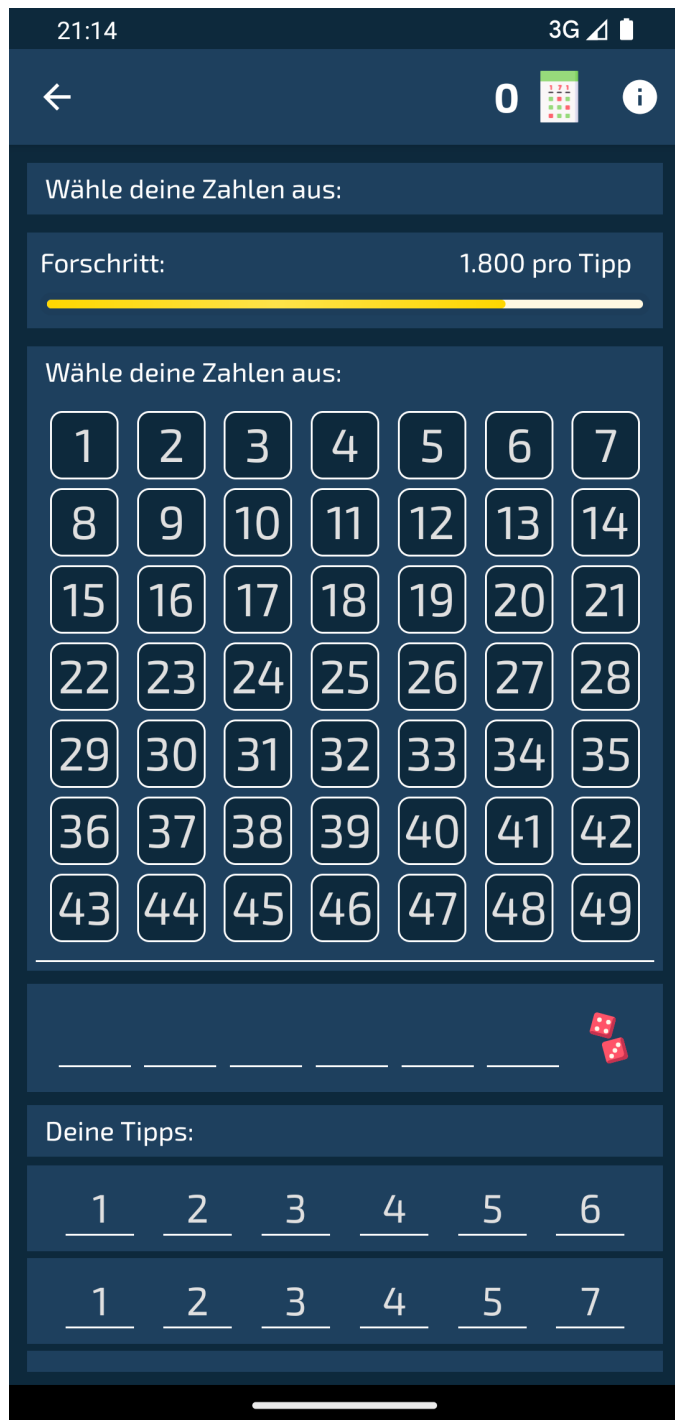 21:14 3G
0
Wähle deine Zahlen aus:
Forschritt: 1.800 pro Tipp
Wähle deine Zahlen aus:
1 2 3 4 5 6 7
8 9 10 11 12 13 14
15 16 17 18 19 20 21
22 23 24 25 26 27 28
29 30 31 32 33 34 35
36 37 38 39 40 41 42
43 44 45 46 47 48 49
Deine Tipps:
1 2 3 4 5 6
1 2 3 4 5 7